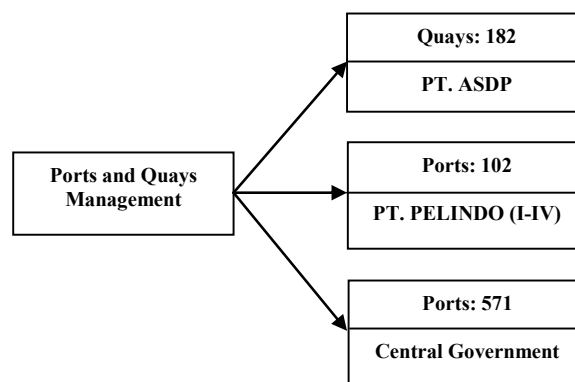 Quays: 182
PT. ASDP
Ports and Quays
Management
Ports: 102
PT. PELINDO (I-IV)
Ports: 571
Central Government